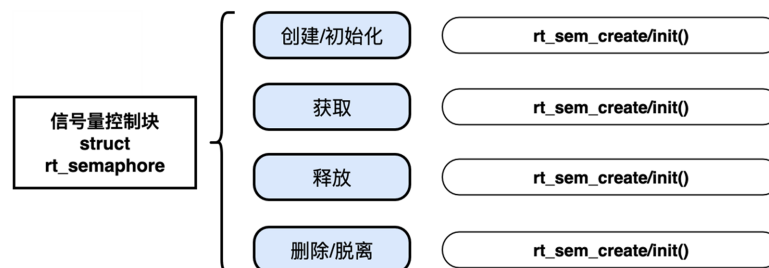 信号量控制块
struct
rt_semaphore
创建/初始化
rt_sem_create/init()
获取
rt_sem_create/init()
释放
rt_sem_create/init()
删除/脱离
rt_sem_create/init()